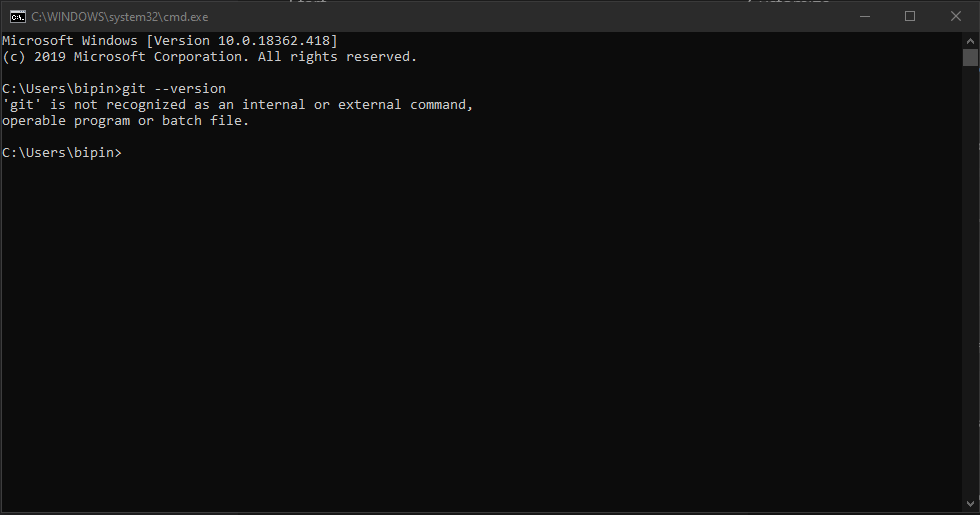 C:\WINDOWS\system32\cmd.exe
Microsoft Windows [Version 10.0.18362.418]
(c) 2019 Microsoft Corporation. All rights reserved.
C:\Users\bipin>git --version
'git' is not recognized as an internal or external command,
operable program or batch file.
C:\Users\bipin>